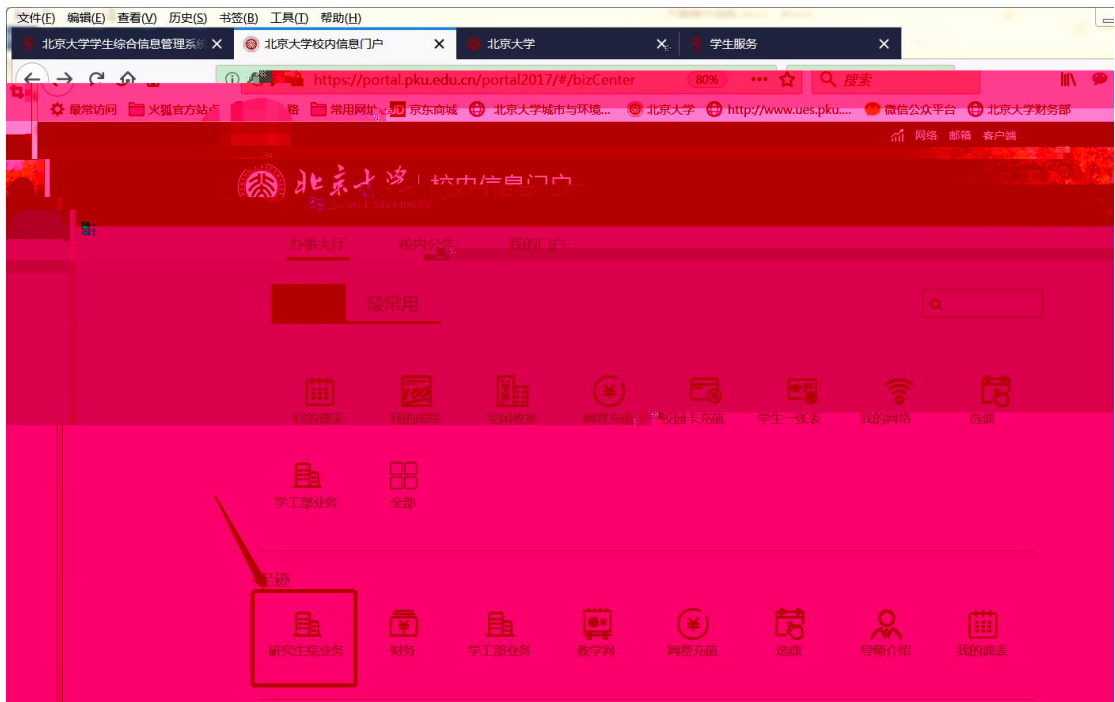 文件(F) 编辑(E) 查看(V) 历史(S) 书签(B) 工具(T) 帮助(H)
北京大学学生综合信息管理系统 北京大学校内信息门户 北京大学 学生服务
https://portal.pku.edu.cn/portal2017/#/bizCenter 80% 搜索
最常访问 火狐官方站点 常用网址 JD 京东商城 北京大学城市与环境... 北京大学 http://www.ues.pku.... 微信公众平台 北京大学财务部
网络 邮箱 客户端
北京大学 校内信息门户
办事大厅 校内公告 我的门户
最常用
我的课表 我的成绩 空闲教室 网费充值 校园卡充值 学生一张表 我的网络 选课
学工部业务 全部
足迹
研究生院业务 财务 学工部业务 教学网 网费充值 选课 导师介绍 我的课表